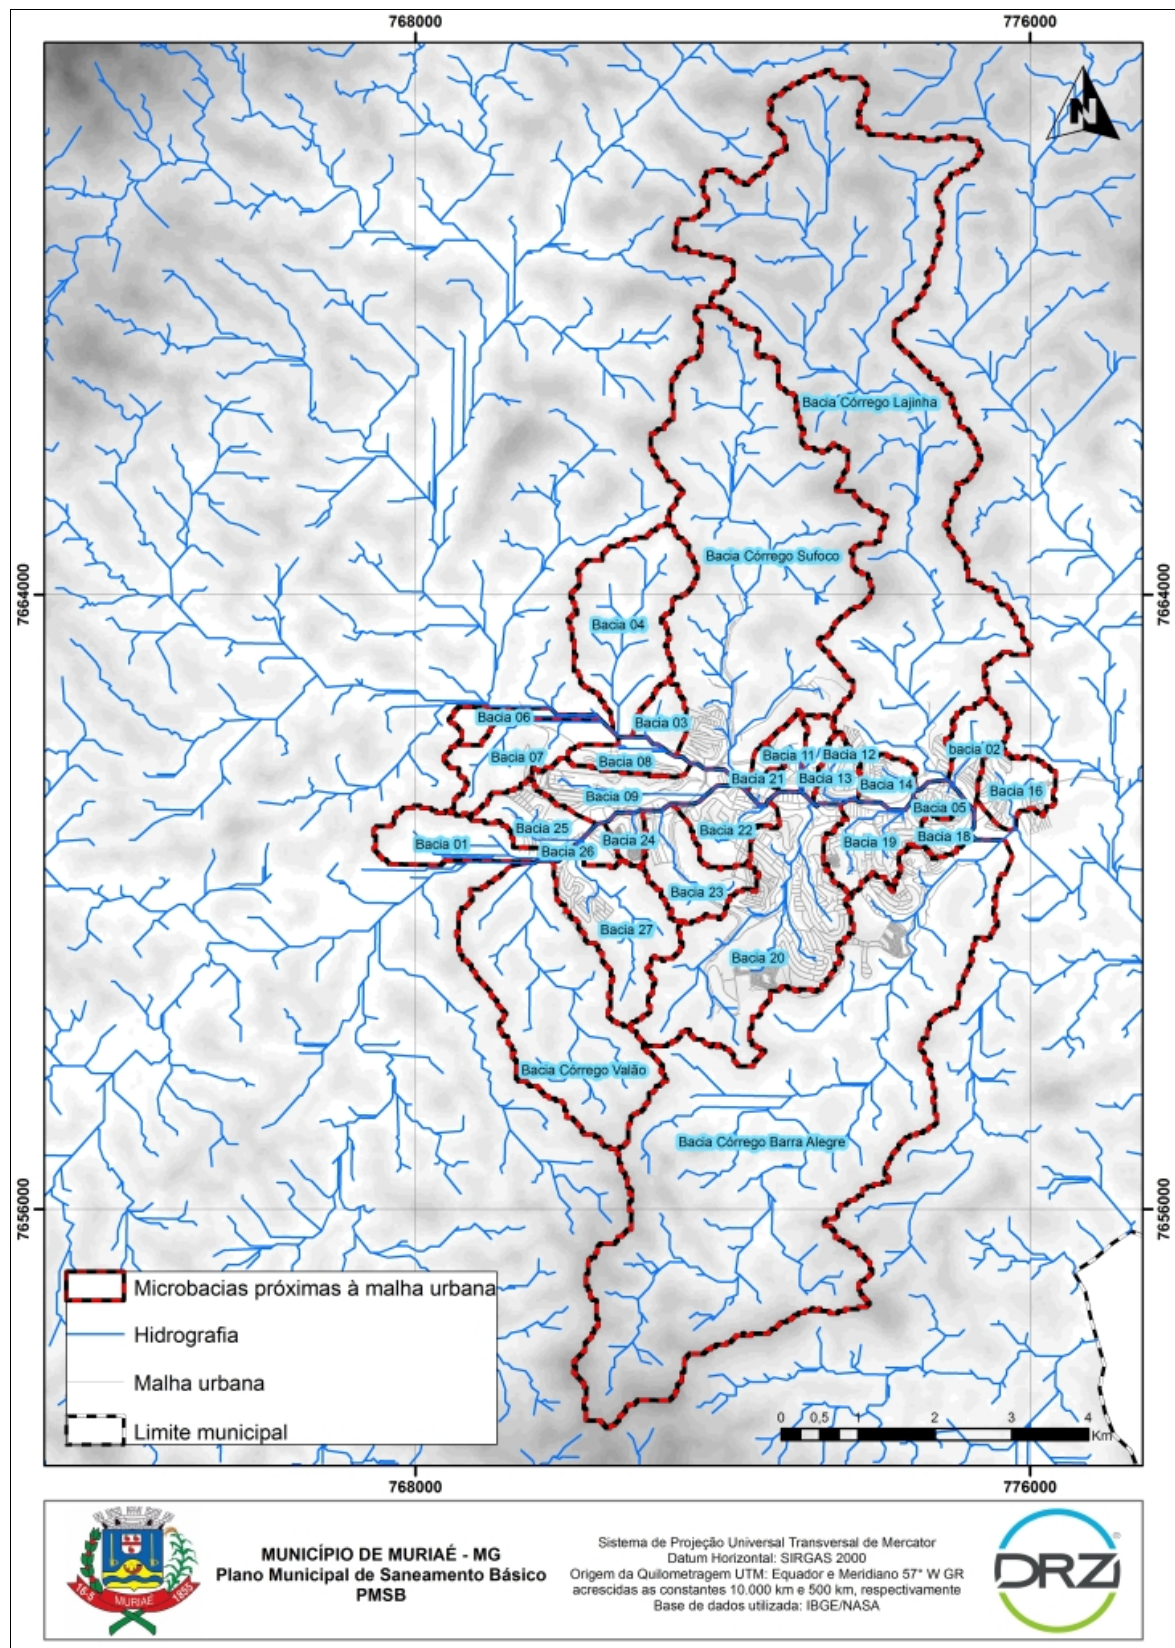 768000
776000
N
Bacia Córrego Lajinha
Bacia Córrego Sufoco
7664000
7664000
Bacia 04
Bacia 06
Bacia 03
Bacia 07
Bacia 08
Bacia 11
Bacia 12
bacia 02
Bacia 21
Bacia 13
Bacia 14
Bacia 16
Bacia 09
Bacia 05
Bacia 25
Bacia 22
Bacia 18
Bacia 01
Bacia 26
Bacia 24
Bacia 19
Bacia 23
Bacia 27
Bacia 20
Bacia Córrego Valão
Bacia Córrego Barra Alegre
7656000
7656000
Microbacias próximas à malha urbana
Hidrografia
Malha urbana
Limite municipal
0 0,5 1 2 3 4
Km
768000
776000
16-5 MURIAÉ 1855
MUNICÍPIO DE MURIAÉ - MG
Plano Municipal de Saneamento Básico
PMSB
Sistema de Projeção Universal Transversal de Mercator
Datum Horizontal: SIRGAS 2000
Origem da Quilometragem UTM: Equador e Meridiano 57° W GR
acrescidas as constantes 10.000 km e 500 km, respectivamente
Base de dados utilizada: IBGE/NASA
DRZ®